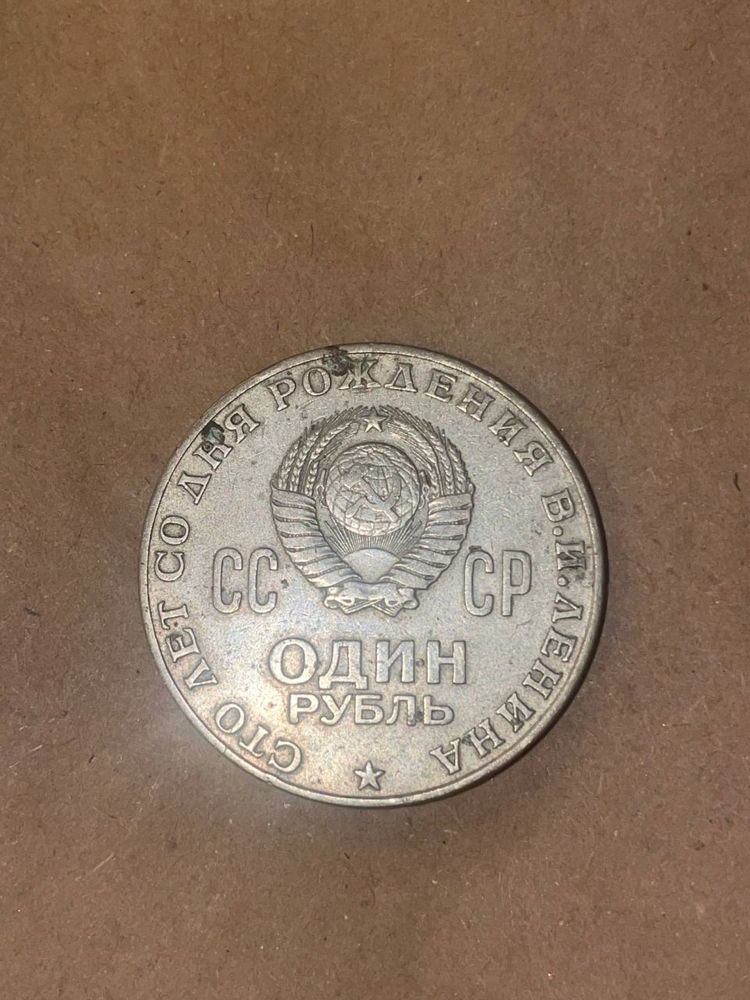 СТО ЛЕТ СО ДНЯ РОЖДЕНИЯ В.И.ЛЕНИНА
СС СР
ОДИН
РУБЛЬ